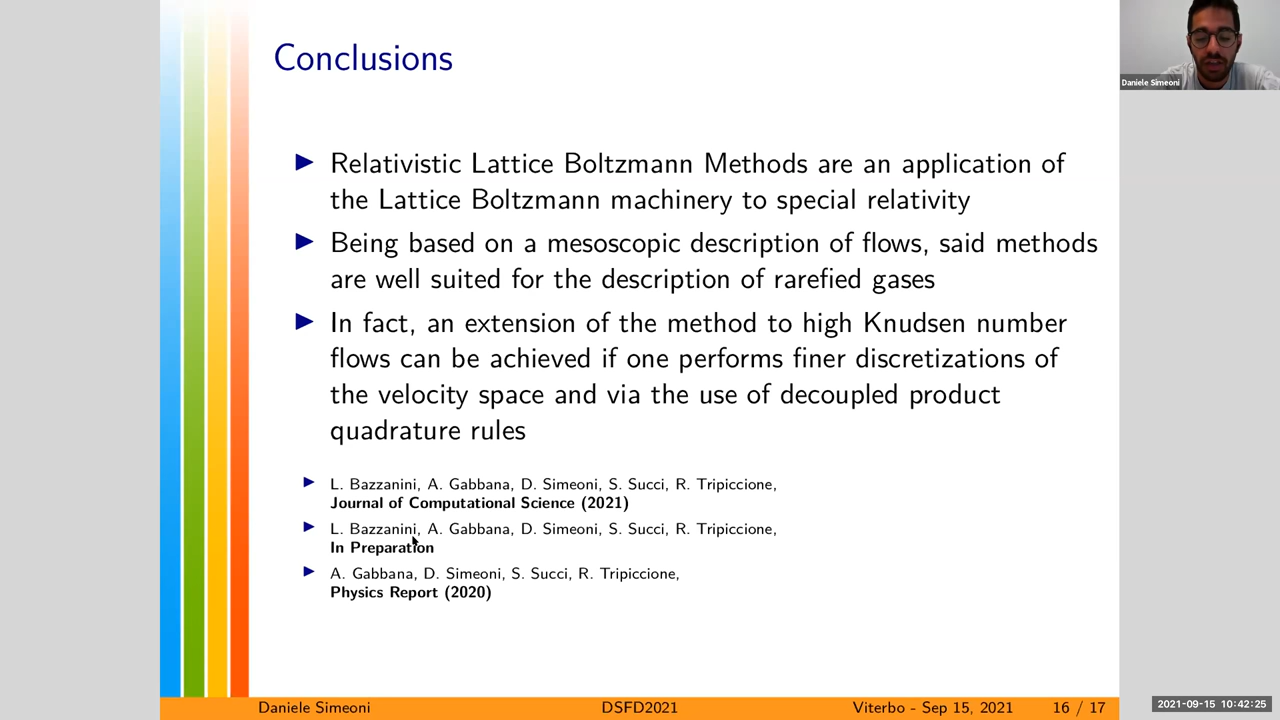 Conclusions
Relativistic Lattice Boltzmann Methods are an application of
the Lattice Boltzmann machinery to special relativity
Being based on a mesoscopic description of flows, said methods
are well suited for the description of rarefied gases
In fact, an extension of the method to high Knudsen number
flows can be achieved if one performs finer discretizations of
the velocity space and via the use of decoupled product
quadrature rules
L. Bazzanini, A. Gabbana, D. Simeoni, S. Succi, R. Tripiccione,
Journal of Computational Science (2021)
L. Bazzanini, A. Gabbana, D. Simeoni, S. Succi, R. Tripiccione,
In Preparation
A. Gabbana, D. Simeoni, S. Succi, R. Tripiccione,
Physics Report (2020)
Daniele Simeoni DSFD2021 Viterbo - Sep 15, 2021 16 / 17
Daniele Simeoni
2021-09-15 10:42:25